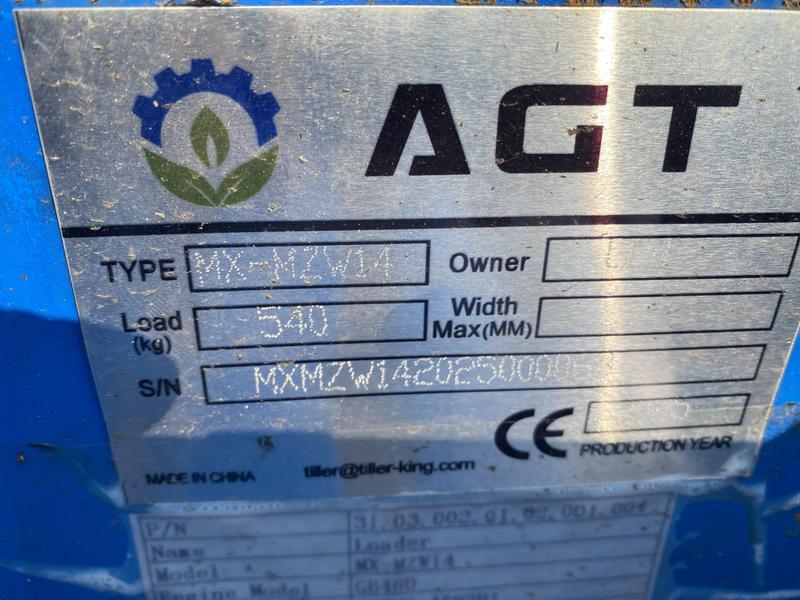 AGT
TYPE MX-MZW14 Owner
Load (kg) 540 Width Max(MM)
S/N
CE
PRODUCTION YEAR
MADE IN CHINA tiller@tiller-king.com
P/N 31.03.002.01.02.001.004
Name Loader
Model MX-MZW14
Engine Model GB460